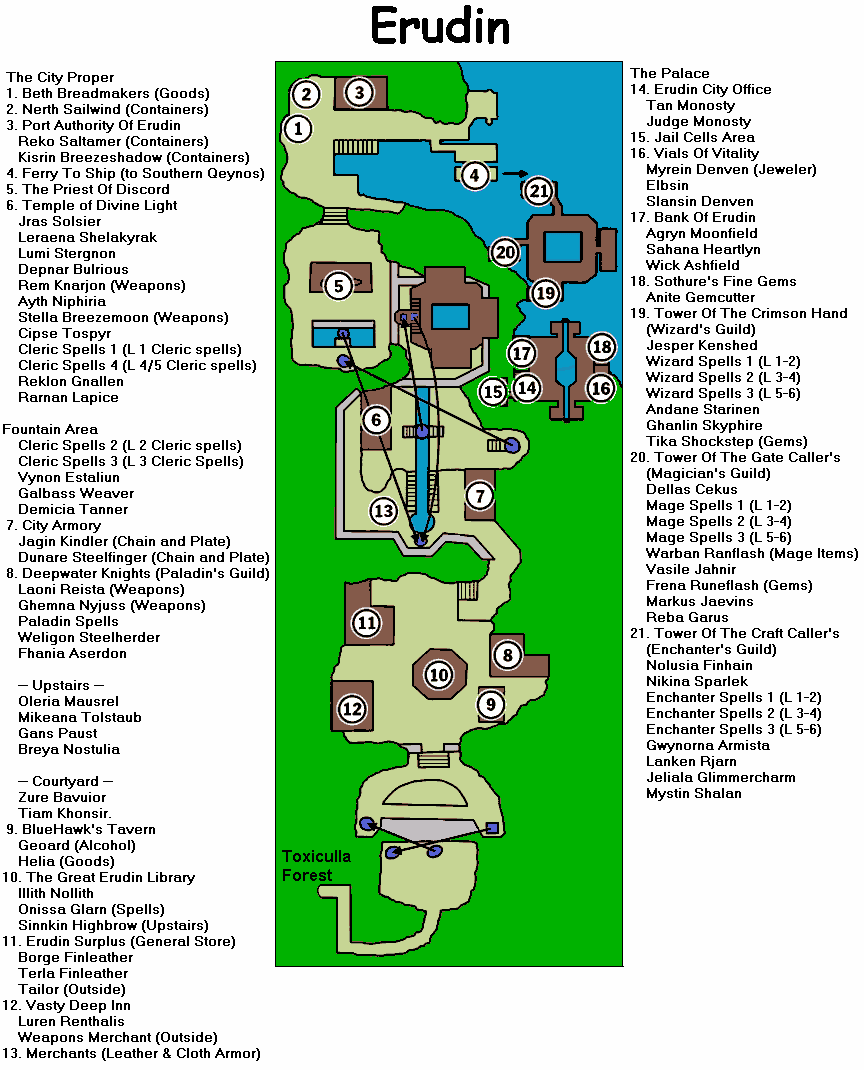 Erudin
The City Proper
1. Beth Breadmakers (Goods)
2. Nerth Sailwind (Containers)
3. Port Authority Of Erudin
Reko Saltamer (Containers)
Kisrin Breezeshadow (Containers)
4. Ferry To Ship (to Southern Qeynos)
5. The Priest Of Discord
6. Temple of Divine Light
Jras Solsier
Leraena Shelakyrak
Lumi Stergnon
Depnar Bulrious
Rem Knarjon (Weapons)
Ayth Niphiria
Stella Breezemoon (Weapons)
Cipse Tospyr
Cleric Spells 1 (L 1 Cleric spells)
Cleric Spells 4 (L 4/5 Cleric spells)
Reklon Gnallen
Rarnan Lapice
Fountain Area
Cleric Spells 2 (L 2 Cleric spells)
Cleric Spells 3 (L 3 Cleric Spells)
Vynon Estaliun
Galbass Weaver
Demicia Tanner
7. City Armory
Jagin Kindler (Chain and Plate)
Dunare Steelfinger (Chain and Plate)
8. Deepwater Knights (Paladin's Guild)
Laoni Reista (Weapons)
Ghemna Nyjuss (Weapons)
Paladin Spells
Weligon Steelherder
Fhania Aserdon
— Upstairs —
Oleria Mausrel
Mikeana Tolstaub
Gans Paust
Breya Nostulia
— Courtyard —
Zure Bavuior
Tiam Khonsir.
9. BlueHawk's Tavern
Geoard (Alcohol)
Helia (Goods)
10. The Great Erudin Library
Illith Nollith
Onissa Glarn (Spells)
Sinnkin Highbrow (Upstairs)
11. Erudin Surplus (General Store)
Borge Finleather
Terla Finleather
Tailor (Outside)
12. Vasty Deep Inn
Luren Renthalis
Weapons Merchant (Outside)
13. Merchants (Leather & Cloth Armor)
2
3
1
4
21
20
5
19
17
18
15
14
16
6
7
13
11
8
10
12
9
Toxiculla
Forest
The Palace
14. Erudin City Office
Tan Monosty
Judge Monosty
15. Jail Cells Area
16. Vials Of Vitality
Myrein Denven (Jeweler)
Elbsin
Slansin Denven
17. Bank Of Erudin
Agryn Moonfield
Sahana Heartlyn
Wick Ashfield
18. Sothure's Fine Gems
Anite Gemcutter
19. Tower Of The Crimson Hand
(Wizard's Guild)
Jesper Kenshed
Wizard Spells 1 (L 1-2)
Wizard Spells 2 (L 3-4)
Wizard Spells 3 (L 5-6)
Andane Starinen
Ghanlin Skyphire
Tika Shockstep (Gems)
20. Tower Of The Gate Caller's
(Magician's Guild)
Dellas Cekus
Mage Spells 1 (L 1-2)
Mage Spells 2 (L 3-4)
Mage Spells 3 (L 5-6)
Warban Ranflash (Mage Items)
Vasile Jahnir
Frena Runeflash (Gems)
Markus Jaevins
Reba Garus
21. Tower Of The Craft Caller's
(Enchanter's Guild)
Nolusia Finhain
Nikina Sparlek
Enchanter Spells 1 (L 1-2)
Enchanter Spells 2 (L 3-4)
Enchanter Spells 3 (L 5-6)
Gwynorna Armista
Lanken Rjarn
Jeliala Glimmercharm
Mystin Shalan